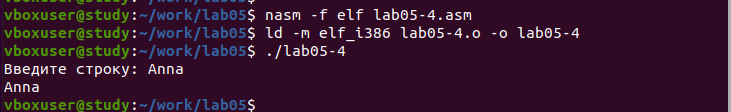 vboxuser@study:~/work/lab05$ nasm -f elf lab05-4.asm
vboxuser@study:~/work/lab05$ ld -m elf_i386 lab05-4.o -o lab05-4
vboxuser@study:~/work/lab05$ ./lab05-4
Введите строку: Anna
Anna
vboxuser@study:~/work/lab05$